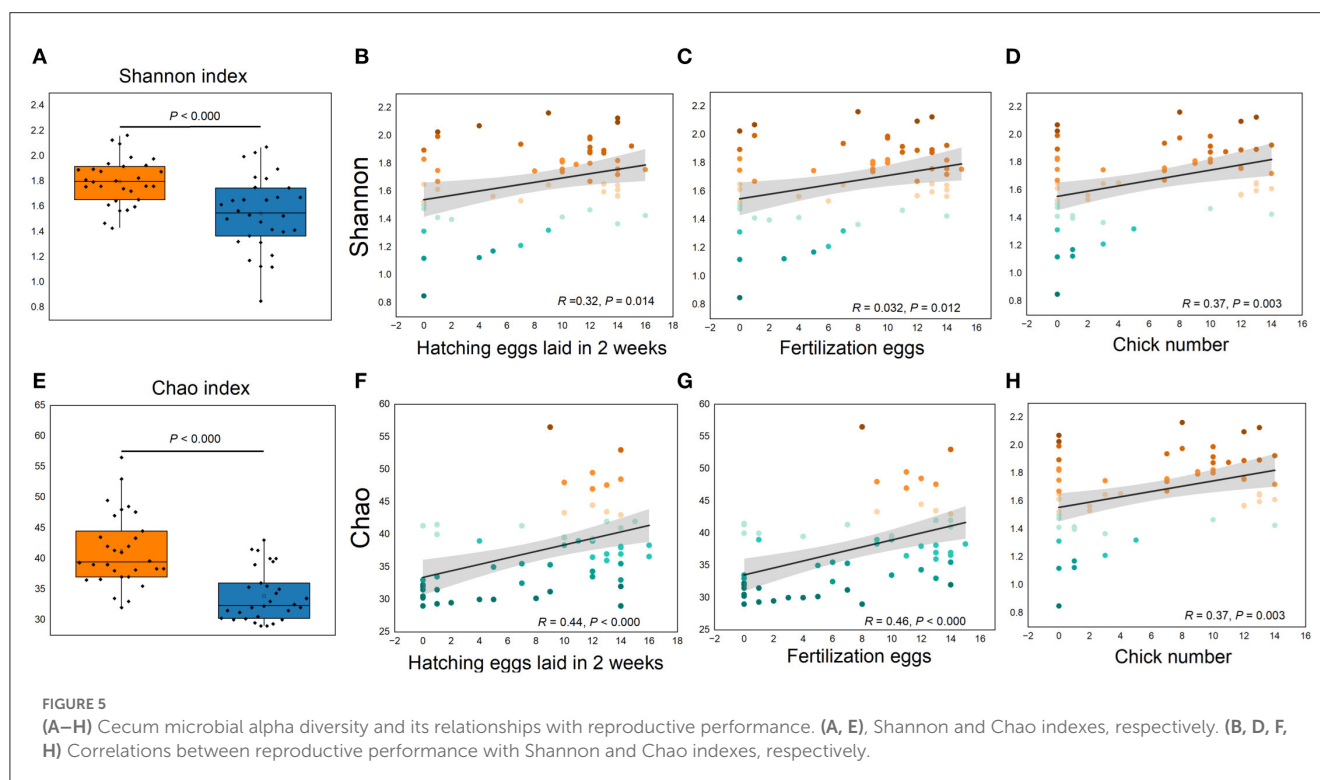 A
Shannon index
P < 0.000
2.4
2.2
2.0
1.8
1.6
1.4
1.2
1.0
0.8
B
Shannon
2.2
2.0
1.8
1.6
1.4
1.2
1.0
0.8
R =0.32, P = 0.014
−2 0 2 4 6 8 10 12 14 16 18
Hatching eggs laid in 2 weeks
C
2.2
2.0
1.8
1.6
1.4
1.2
1.0
0.8
R = 0.032, P = 0.012
−2 0 2 4 6 8 10 12 14 16
Fertilization eggs
D
2.2
2.0
1.8
1.6
1.4
1.2
1.0
0.8
R = 0.37, P = 0.003
−2 0 2 4 6 8 10 12 14 16
Chick number
E
Chao index
P < 0.000
65
60
55
50
45
40
35
30
F
Chao
60
55
50
45
40
35
30
25
R = 0.44, P < 0.000
−2 0 2 4 6 8 10 12 14 16 18
Hatching eggs laid in 2 weeks
G
60
55
50
45
40
35
30
25
R = 0.46, P < 0.000
−2 0 2 4 6 8 10 12 14 16
Fertilization eggs
H
2.2
2.0
1.8
1.6
1.4
1.2
1.0
0.8
R = 0.37, P = 0.003
−2 0 2 4 6 8 10 12 14 16
Chick number
FIGURE 5
(A–H) Cecum microbial alpha diversity and its relationships with reproductive performance. (A, E), Shannon and Chao indexes, respectively. (B, D, F,
H) Correlations between reproductive performance with Shannon and Chao indexes, respectively.